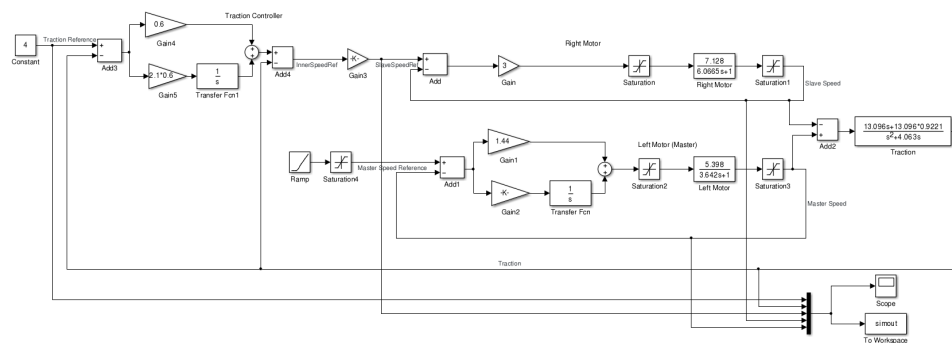 Traction Controller
0.6
Gain4
Traction Reference
4
Constant
+
−
Add3
2.1*0.6
Gain5
1
s
Transfer Fcn1
+
+
+
−
Add4
InnerSpeedRef
-K-
Gain3
SlaveSpeedRef
+
−
Add
3
Gain
Right Motor
Saturation
7.128
6.0665s+1
Right Motor
Saturation1
Slave Speed
−
+
Add2
13.096s+13.096*0.9221
s²+4.063s
Traction
Ramp
Saturation4
Master Speed Reference
+
−
Add1
1.44
Gain1
-K-
Gain2
1
s
Transfer Fcn
+
+
Left Motor (Master)
Saturation2
5.398
3.642s+1
Left Motor
Saturation3
Master Speed
Traction
Scope
simout
To Workspace